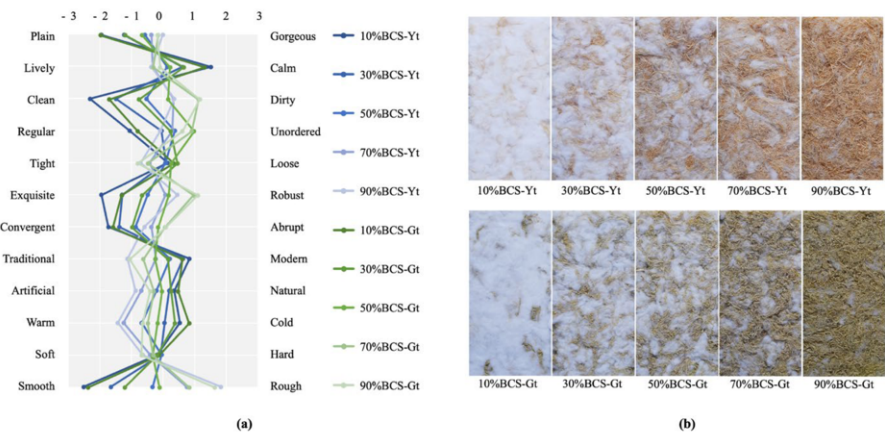 - 3 - 2 - 1 0 1 2 3
Plain Gorgeous 10%BCS-Yt
Lively Calm
30%BCS-Yt
Clean Dirty
50%BCS-Yt
Regular Unordered
70%BCS-Yt
Tight Loose
90%BCS-Yt
Exquisite Robust
10%BCS-Gt
Convergent Abrupt
Traditional Modern
30%BCS-Gt
Artificial Natural
50%BCS-Gt
Warm Cold
70%BCS-Gt
Soft Hard
Smooth Rough 90%BCS-Gt
(a)
10%BCS-Yt 30%BCS-Yt 50%BCS-Yt 70%BCS-Yt 90%BCS-Yt
10%BCS-Gt 30%BCS-Gt 50%BCS-Gt 70%BCS-Gt 90%BCS-Gt
(b)